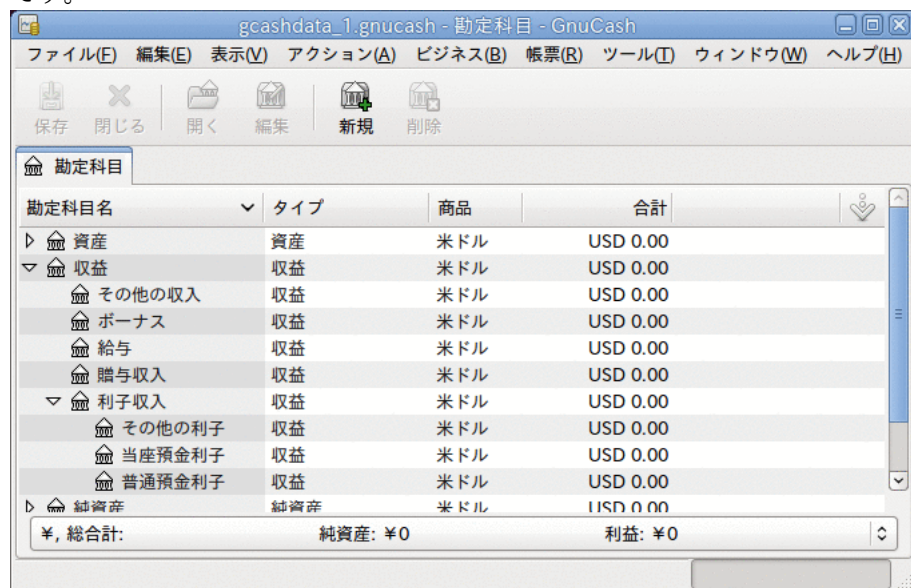 です。
gcashdata_1.gnucash - 勘定科目 - GnuCash
ファイル(F) 編集(E) 表示(V) アクション(A) ビジネス(B) 帳票(R) ツール(T) ウィンドウ(W) ヘルプ(H)
保存 閉じる 開く 編集 新規 削除
勘定科目
勘定科目名 タイプ 商品 合計
資産 資産 米ドル USD 0.00
収益 収益 米ドル USD 0.00
その他の収入 収益 米ドル USD 0.00
ボーナス 収益 米ドル USD 0.00
給与 収益 米ドル USD 0.00
贈与収入 収益 米ドル USD 0.00
利子収入 収益 米ドル USD 0.00
その他の利子 収益 米ドル USD 0.00
当座預金利子 収益 米ドル USD 0.00
普通預金利子 収益 米ドル USD 0.00
純資産 純資産 米ドル USD 0.00
¥, 総合計: 純資産: ¥0 利益: ¥0